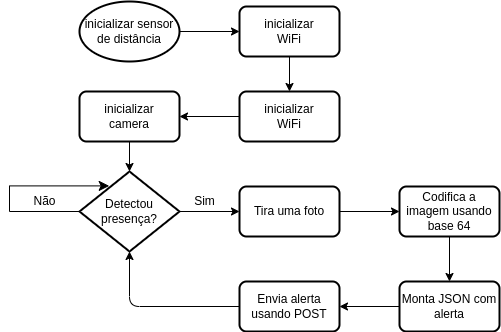 inicializar sensor
de distância
inicializar
WiFi
inicializar
WiFi
inicializar
camera
Detectou
presença?
Não
Sim
Tira uma foto
Codifica a
imagem usando
base 64
Monta JSON com
alerta
Envia alerta
usando POST